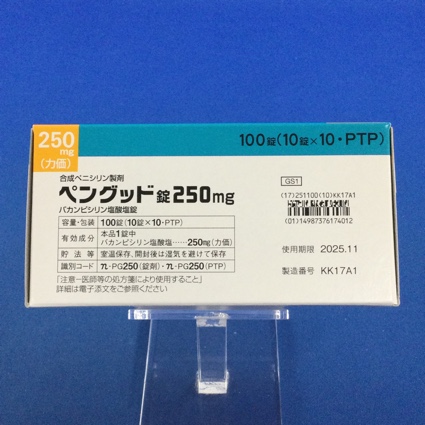 250
mg
(力価)
100錠(10錠×10・PTP)
合成ペニシリン製剤
ペングッド錠250mg
バカンピシリン塩酸塩錠
容量・包装 100錠(10錠×10・PTP)
有効成分 本品1錠中
バカンピシリン塩酸塩……250mg(力価)
貯法等 室温保存、開封後は湿気を避けて保存
識別コード n-PG250(錠剤)・n-PG250(PTP)
「注意-医師等の処方箋により使用すること」
詳細は電子添文をご参照ください
GS1
(17)251100(10)KK17A1
(01)14987376174012
使用期限 2025.11
製造番号 KK17A1